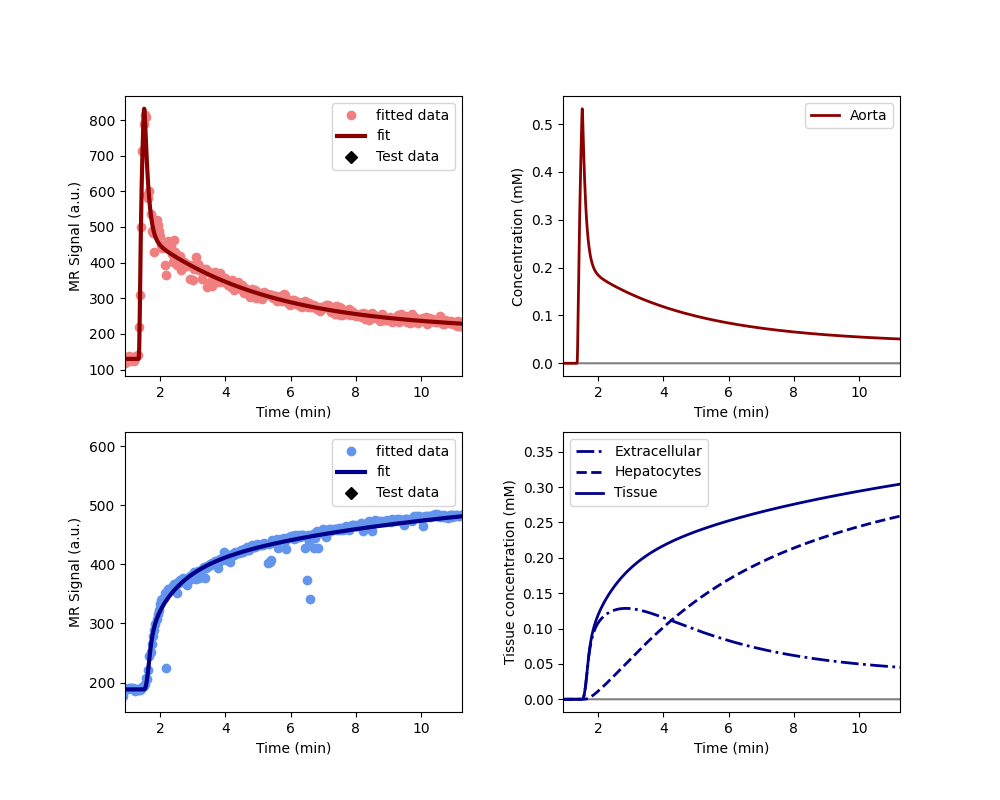 800
700
600
500
400
300
200
100
MR Signal (a.u.)
fitted data
fit
Test data
2
4
6
8
10
Time (min)
0.5
0.4
0.3
0.2
0.1
0.0
Concentration (mM)
Aorta
2
4
6
8
10
Time (min)
600
500
400
300
200
MR Signal (a.u.)
fitted data
fit
Test data
2
4
6
8
10
Time (min)
0.35
0.30
0.25
0.20
0.15
0.10
0.05
0.00
Tissue concentration (mM)
Extracellular
Hepatocytes
Tissue
2
4
6
8
10
Time (min)